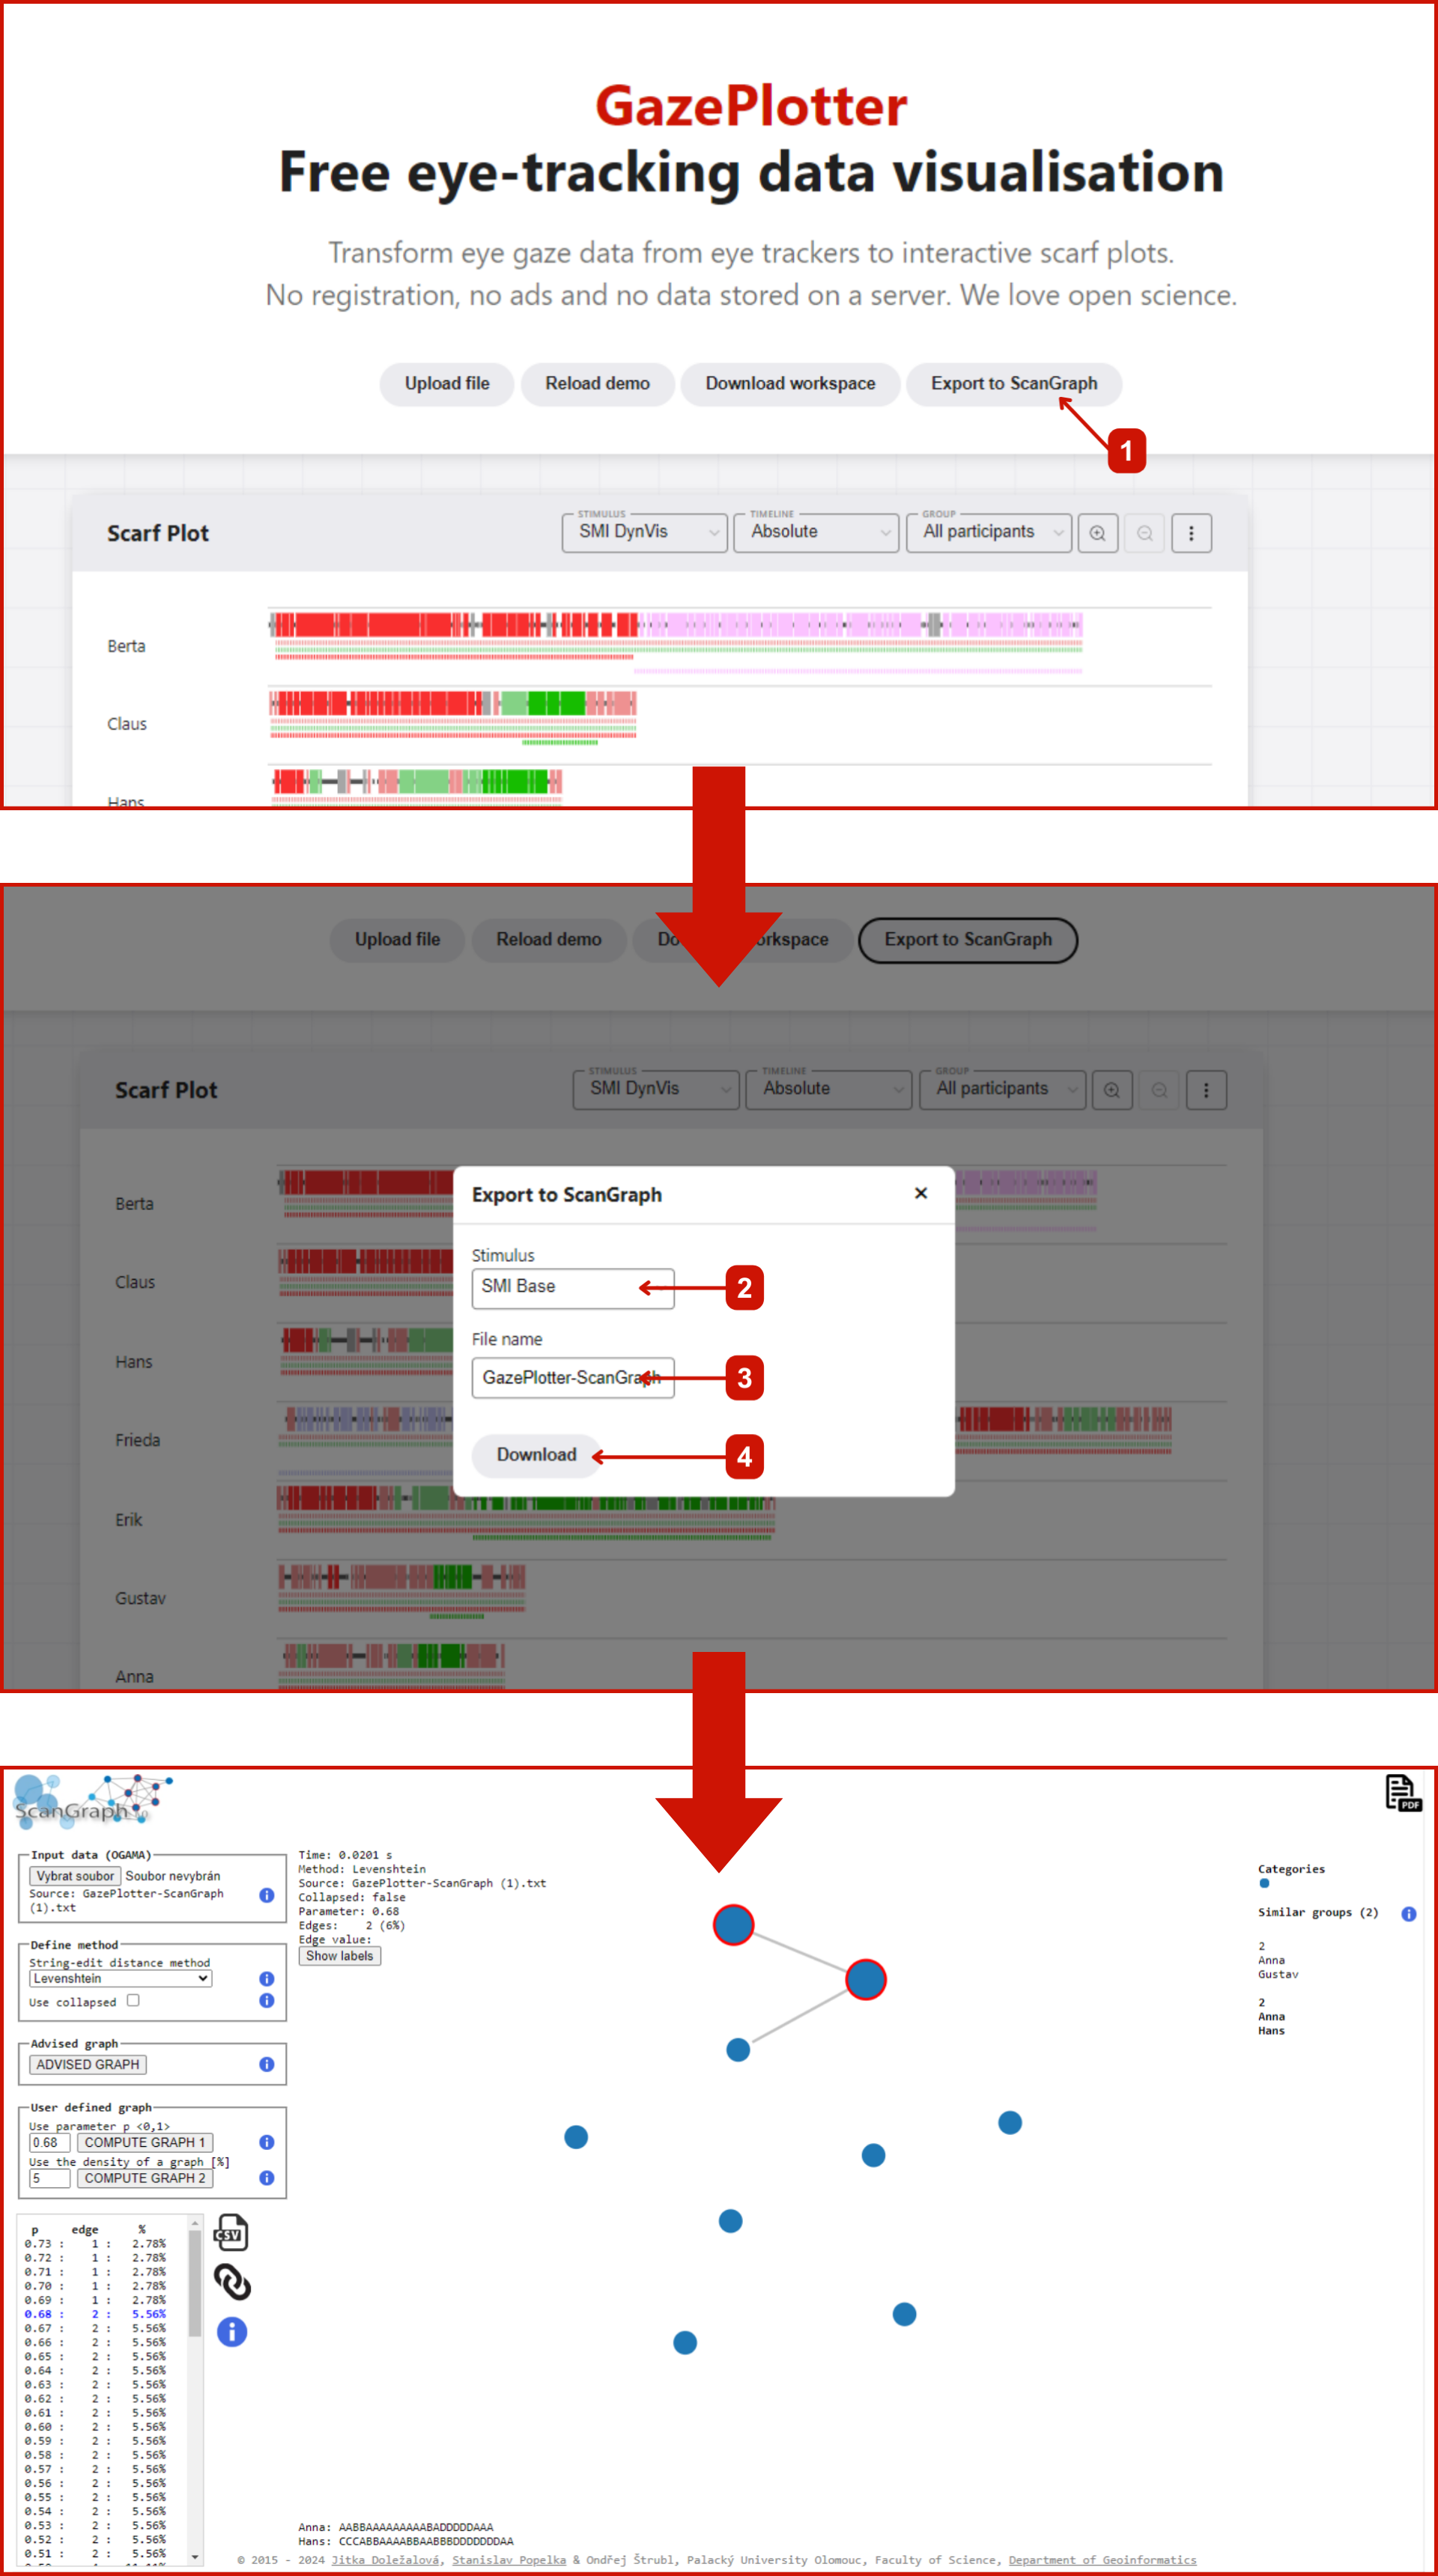 GazePlotter
Free eye-tracking data visualisation
Transform eye gaze data from eye trackers to interactive scarf plots.
No registration, no ads and no data stored on a server. We love open science.
Upload file Reload demo Download workspace Export to ScanGraph
1
Scarf Plot
STIMULUS TIMELINE GROUP
SMI DynVis Absolute All participants
Berta
Claus
Hans
Upload file Reload demo Export to ScanGraph
Scarf Plot
STIMULUS TIMELINE GROUP
SMI DynVis Absolute All participants
Berta
Claus
Hans
Frieda
Erik
Gustav
Anna
Export to ScanGraph
Stimulus
SMI Base
2
File name
GazePlotter-ScanGraph
3
Download
4
ScanGraph
PDF
Input data (OGAMA)
Vybrat soubor Soubor nevybrán
Source: GazePlotter-ScanGraph
(1).txt
Define method
String-edit distance method
Levenshtein
Use collapsed
Advised graph
ADVISED GRAPH
User defined graph
Use parameter p <0,1>
0.68 COMPUTE GRAPH 1
Use the density of a graph [%]
5 COMPUTE GRAPH 2
p edge %
0.73 : 1 : 2.78%
0.72 : 1 : 2.78%
0.71 : 1 : 2.78%
0.70 : 1 : 2.78%
0.69 : 1 : 2.78%
0.68 : 2 : 5.56%
0.67 : 2 : 5.56%
0.66 : 2 : 5.56%
0.65 : 2 : 5.56%
0.64 : 2 : 5.56%
0.63 : 2 : 5.56%
0.62 : 2 : 5.56%
0.61 : 2 : 5.56%
0.60 : 2 : 5.56%
0.59 : 2 : 5.56%
0.58 : 2 : 5.56%
0.57 : 2 : 5.56%
0.56 : 2 : 5.56%
0.55 : 2 : 5.56%
0.54 : 2 : 5.56%
0.53 : 2 : 5.56%
0.52 : 2 : 5.56%
0.51 : 2 : 5.56%
CSV
Time: 0.0201 s
Method: Levenshtein
Source: GazePlotter-ScanGraph (1).txt
Collapsed: false
Parameter: 0.68
Edges: 2 (6%)
Edge value:
Show labels
Categories
Similar groups (2)
2
Anna
Gustav
2
Anna
Hans
Anna: AABBAAAAAAAAABADDDDDAAA
Hans: CCCABBAAAABBAABBBDDDDDDDAA
© 2015 - 2024 Jitka Doležalová, Stanislav Popelka & Ondřej Štrubl, Palacký University Olomouc, Faculty of Science, Department of Geoinformatics